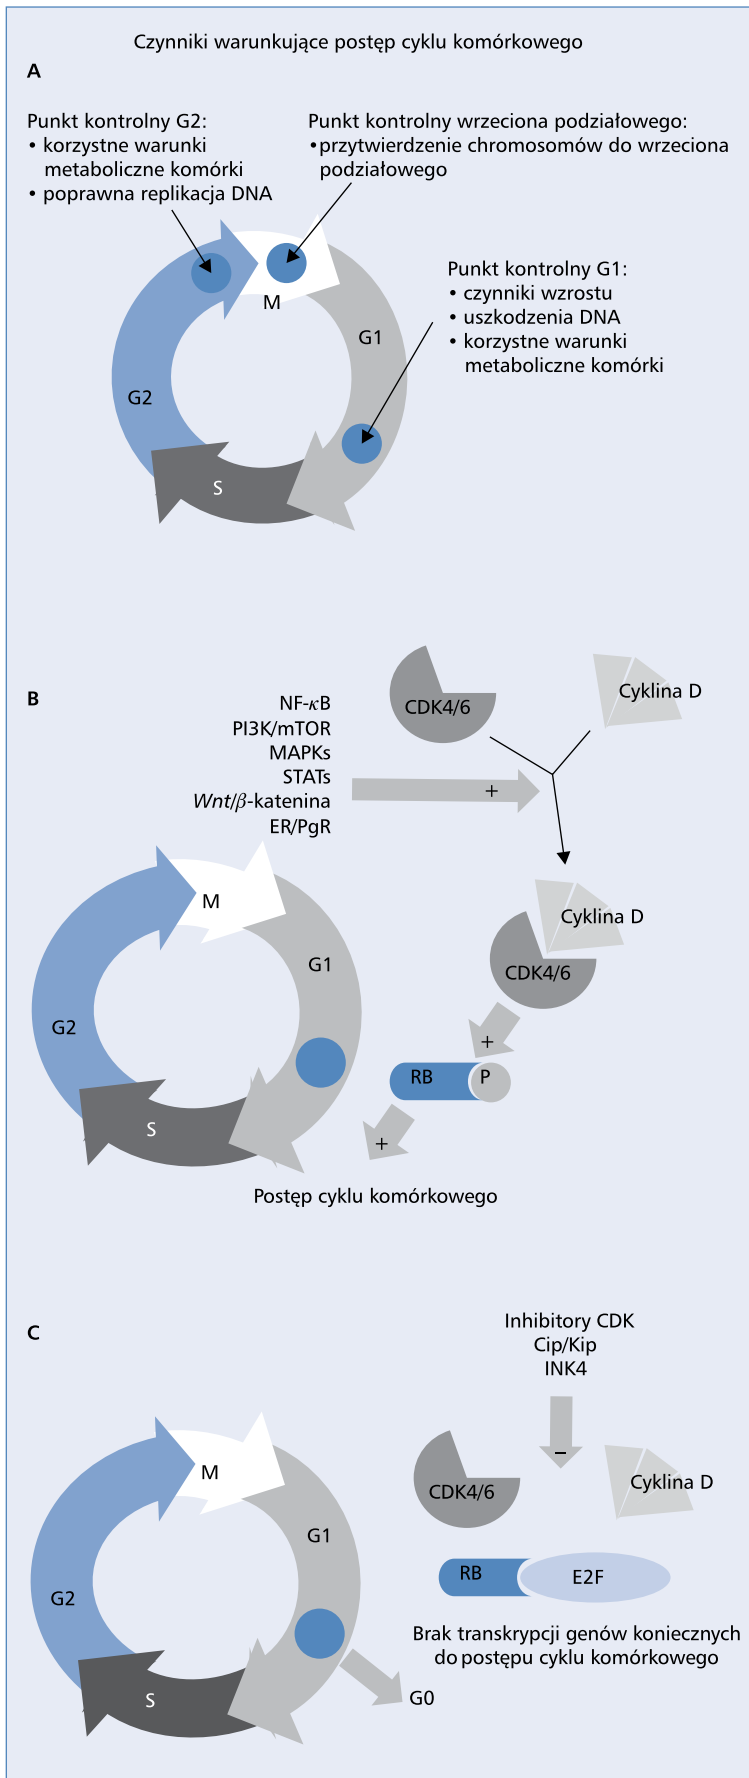 Czynniki warunkujące postęp cyklu komórkowego
A
Punkt kontrolny G2:
• korzystne warunki
metaboliczne komórki
• poprawna replikacja DNA
Punkt kontrolny wrzeciona podziałowego:
• przytwierdzenie chromosomów do wrzeciona
podziałowego
Punkt kontrolny G1:
• czynniki wzrostu
• uszkodzenia DNA
• korzystne warunki
metaboliczne komórki
M
G1
G2
S
B
NF-κB
PI3K/mTOR
MAPKs
STATs
Wnt/β-katenina
ER/PgR
+
CDK4/6
Cyklina D
Cyklina D
CDK4/6
+
RB
P
+
M
G1
G2
S
Postęp cyklu komórkowego
C
Inhibitory CDK
Cip/Kip
INK4
–
CDK4/6
Cyklina D
RB
E2F
Brak transkrypcji genów koniecznych
do postępu cyklu komórkowego
M
G1
G2
S
G0